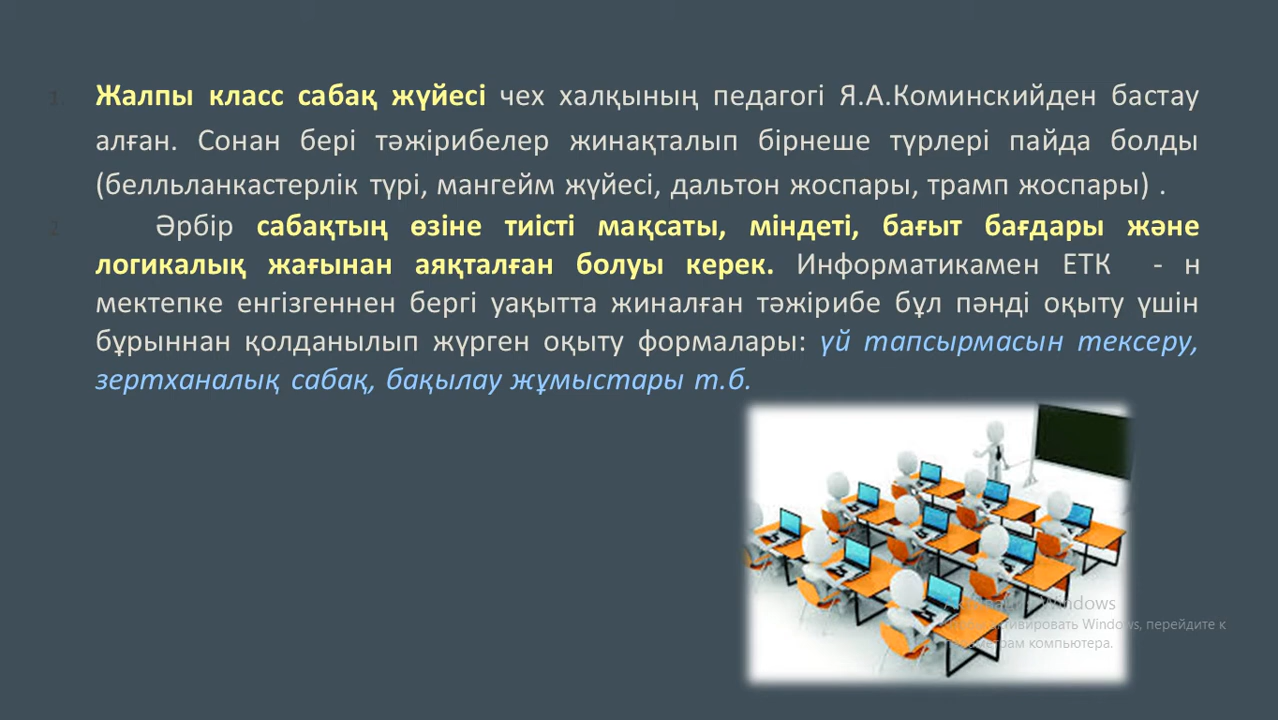 1. Жалпы класс сабақ жүйесі чех халқының педагогі Я.А.Коминскийден бастау
алған. Сонан бері тәжірибелер жинақталып бірнеше түрлері пайда болды
(белльланкастерлік түрі, мангейм жүйесі, дальтон жоспары, трамп жоспары) .
2. Әрбір сабақтың өзіне тиісті мақсаты, міндеті, бағыт бағдары және
логикалық жағынан аяқталған болуы керек. Информатикамен ЕТК - н
мектепке енгізгеннен бергі уақытта жиналған тәжірибе бұл пәнді оқыту үшін
бұрыннан қолданылып жүрген оқыту формалары: үй тапсырмасын тексеру,
зертханалық сабақ, бақылау жұмыстары т.б.
Windows
Windows, перейдите к
компьютера.